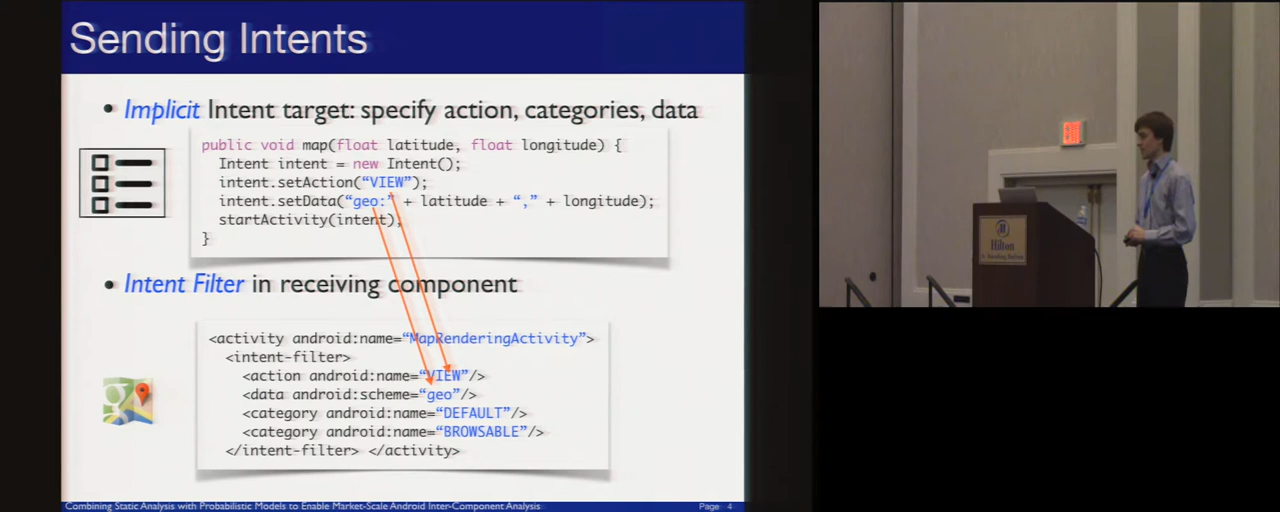 Sending Intents
• Implicit Intent target: specify action, categories, data
public void map(float latitude, float longitude) {
Intent intent = new Intent();
intent.setAction(“VIEW”);
intent.setData(“geo:” + latitude + “,” + longitude);
startActivity(intent);
}
• Intent Filter in receiving component
<activity android:name=“MapRenderingActivity”>
<intent-filter>
<action android:name=“VIEW”/>
<data android:scheme=“geo”/>
<category android:name=“DEFAULT”/>
<category android:name=“BROWSABLE”/>
</intent-filter> </activity>
Combining Static Analysis with Probabilistic Models to Enable Market-Scale Android Inter-Component Analysis
Page 4
Hilton